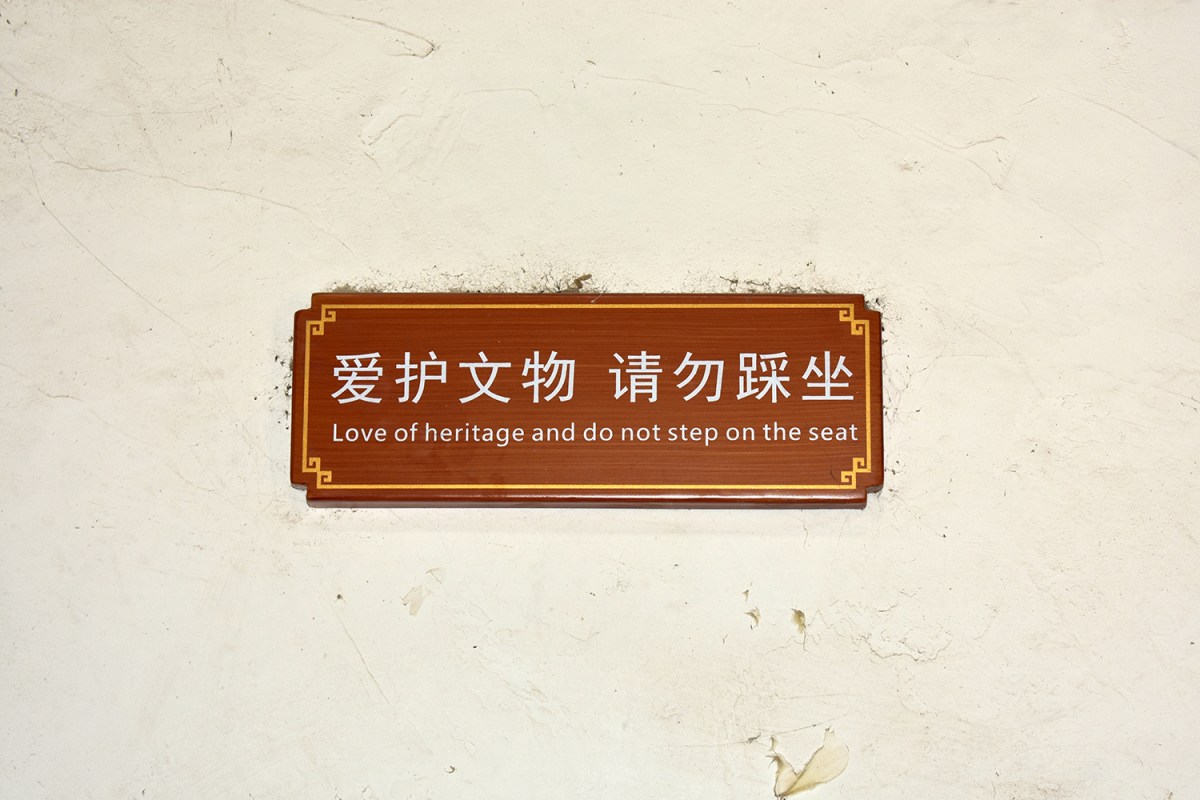 爱护文物 请勿踩坐
Love of heritage and do not step on the seat